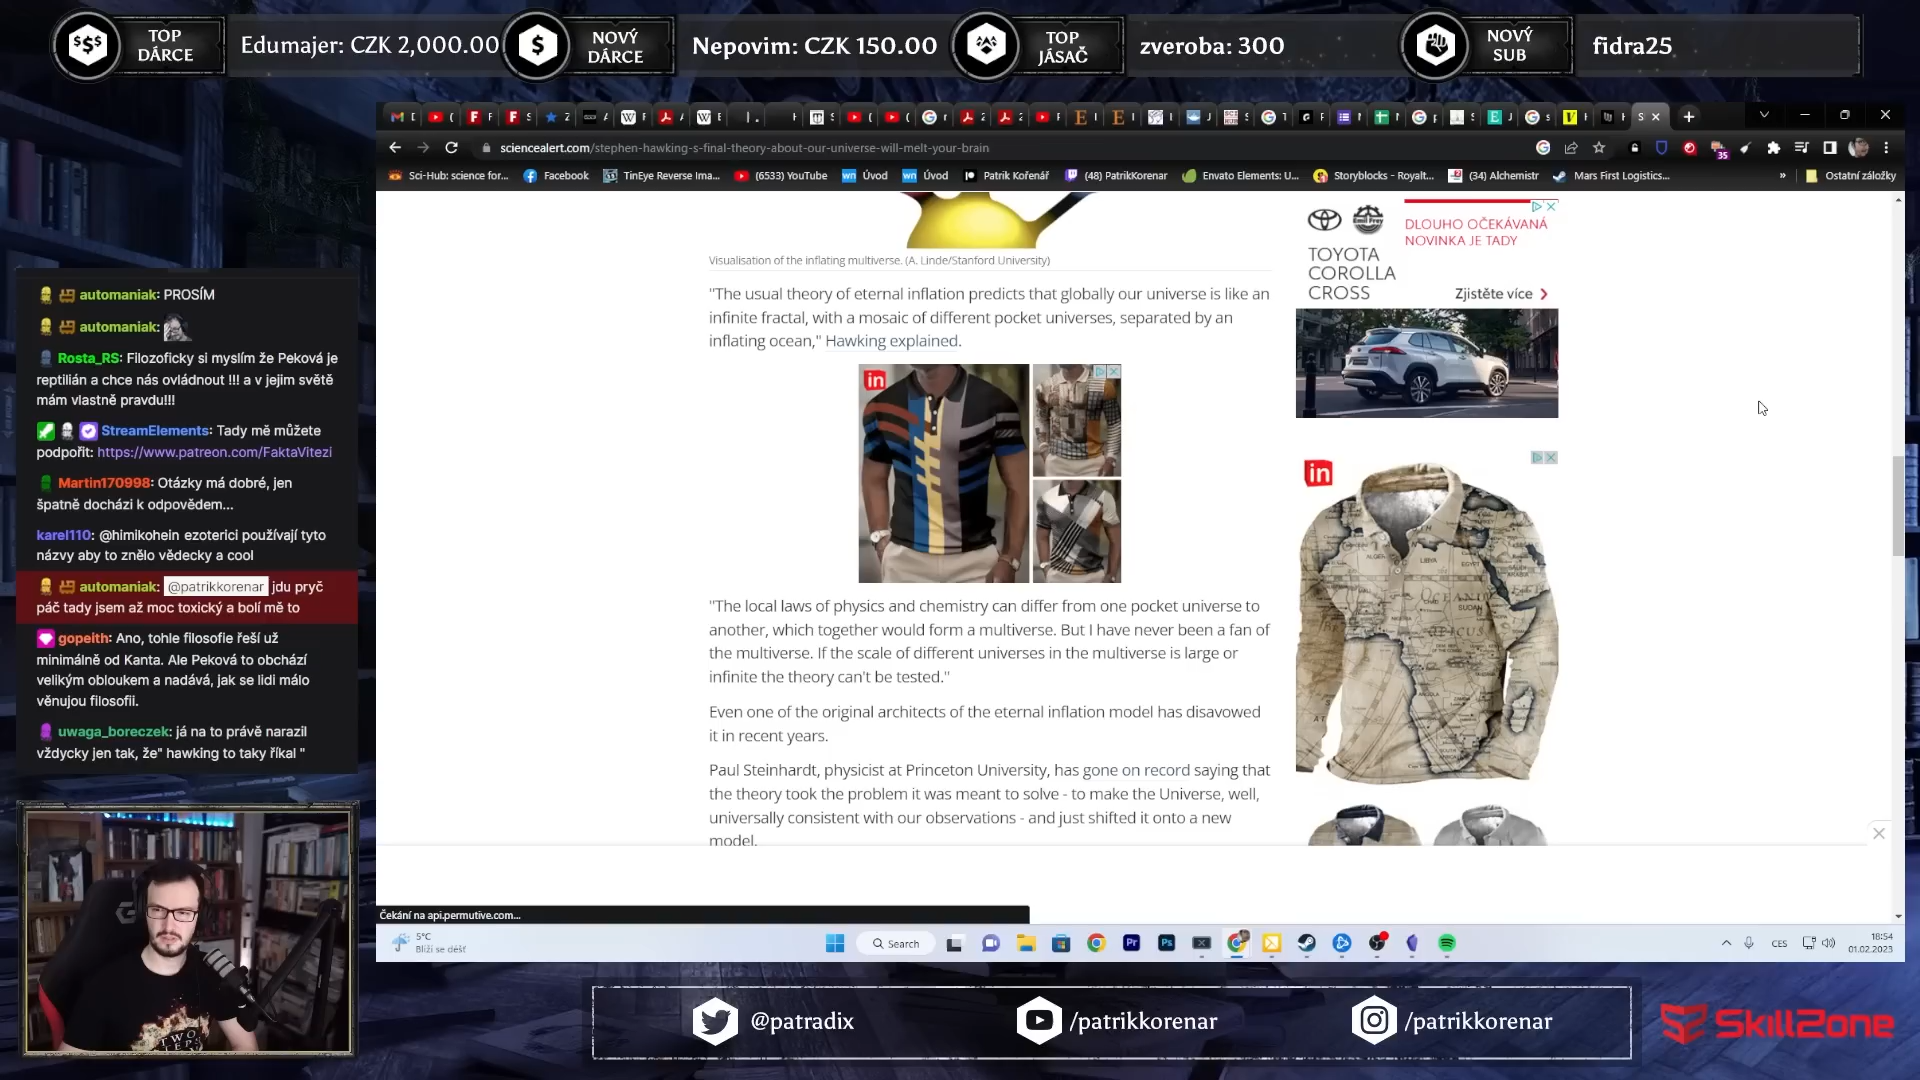 TOP DÁRCE
Edumajer: CZK 2,000.00
NOVÝ DÁRCE
Nepovim: CZK 150.00
TOP JÁSAČ
zveroba: 300
NOVÝ SUB
fidra25
sciencealert.com/stephen-hawking-s-final-theory-about-our-universe-will-melt-your-brain
35
Sci-Hub: science for...
Facebook
TinEye Reverse Ima...
(6533) YouTube
Úvod
Úvod
Patrik Kořenář
(48) PatrikKorenar
Envato Elements: U...
Storyblocks - Royalt...
(34) Alchemistr
Mars First Logistics...
»
Ostatní záložky
automaniak: PROSÍM
automaniak:
Rosta_RS: Filozoficky si myslím že Peková je
reptilián a chce nás ovládnout !!! a v jejim světě
mám vlastně pravdu!!!
StreamElements: Tady mě můžete
podpořit: https://www.patreon.com/FaktaVitezi
Martin170998: Otázky má dobré, jen
špatně docházi k odpovědem...
karel110: @himikohein ezoterici používají tyto
názvy aby to znělo vědecky a cool
automaniak: @patrikkorenar jdu pryč
páč tady jsem až moc toxický a bolí mě to
gopeith: Ano, tohle filosofie řeší už
minimálně od Kanta. Ale Peková to obchází
velikým obloukem a nadává, jak se lidi málo
věnujou filosofii.
uwaga_boreczek: já na to právě narazil
vždycky jen tak, že" hawking to taky říkal "
Visualisation of the inflating multiverse. (A. Linde/Stanford University)
"The usual theory of eternal inflation predicts that globally our universe is like an
infinite fractal, with a mosaic of different pocket universes, separated by an
inflating ocean," Hawking explained.
in
"The local laws of physics and chemistry can differ from one pocket universe to
another, which together would form a multiverse. But I have never been a fan of
the multiverse. If the scale of different universes in the multiverse is large or
infinite the theory can't be tested."
Even one of the original architects of the eternal inflation model has disavowed
it in recent years.
Paul Steinhardt, physicist at Princeton University, has gone on record saying that
the theory took the problem it was meant to solve - to make the Universe, well,
universally consistent with our observations - and just shifted it onto a new
model.
Emil Frey
DLOUHO OČEKÁVANÁ
NOVINKA JE TADY
TOYOTA
COROLLA
CROSS
Zjistěte více
in
LIBYA
EGYPT
SUDAN
Čekání na api.permutive.com...
5°C
Blíží se déšť
Search
Pr
Ps
CES
18:54
01.02.2023
@patradix
/patrikkorenar
/patrikkorenar
SkillZone